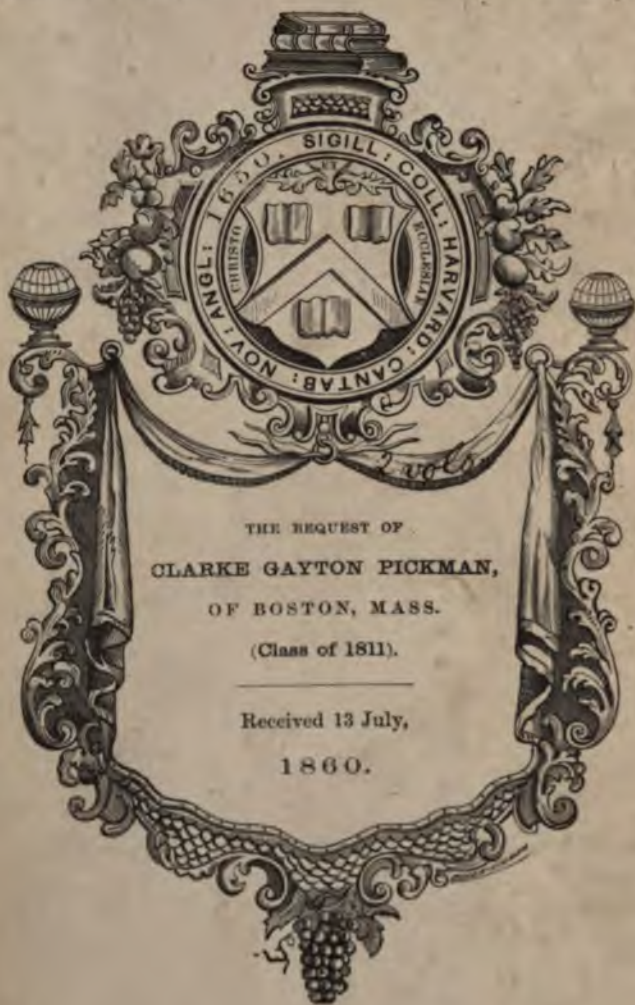 SIGILL: COLL: HARVARD: CANTAB: NOV: ANGL: 1650.
ET
CHRISTO
ECCLESIAE
2 vols
THE BEQUEST OF
CLARKE GAYTON PICKMAN,
OF BOSTON, MASS.
(Class of 1811).
Received 13 July,
1860.